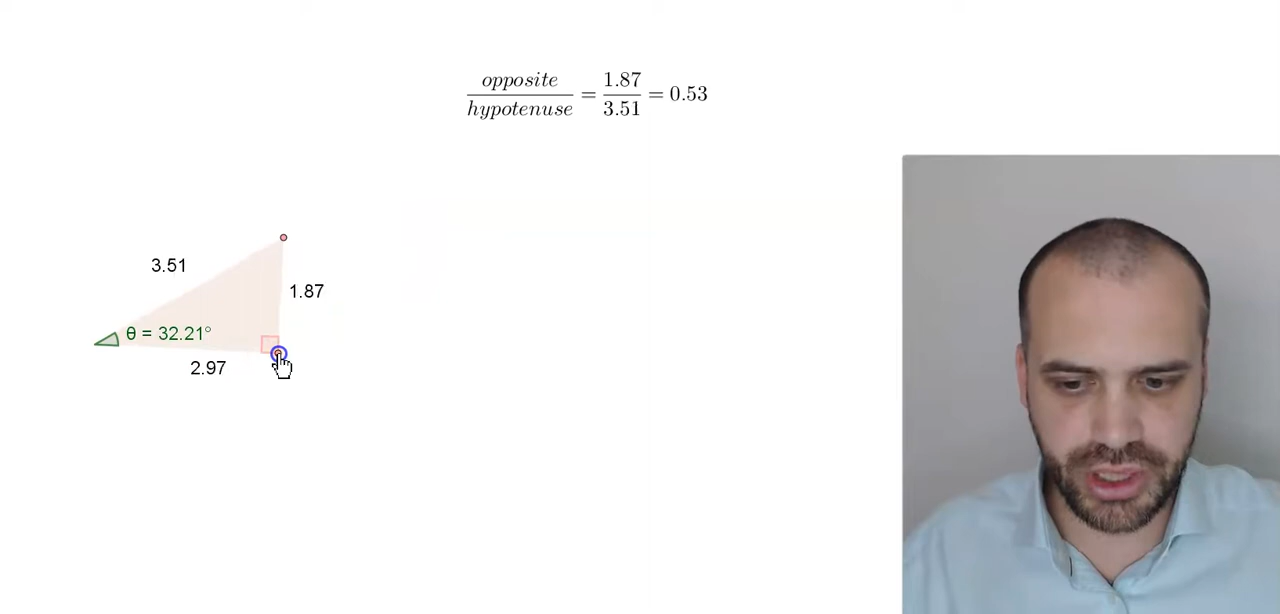 opposite / hypotenuse = 1.87 / 3.51 = 0.53
3.51
1.87
θ = 32.21°
2.97